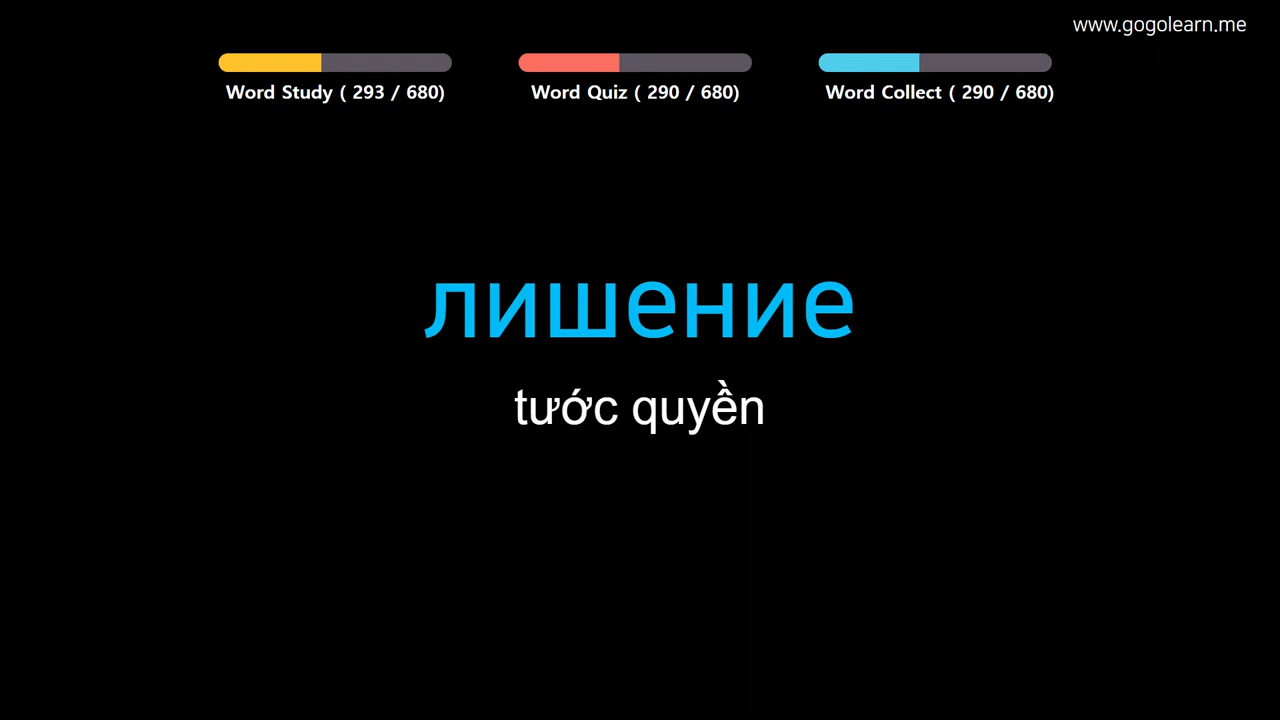 www.gogolearn.me
Word Study ( 293 / 680)
Word Quiz ( 290 / 680)
Word Collect ( 290 / 680)
лишение
tước quyền